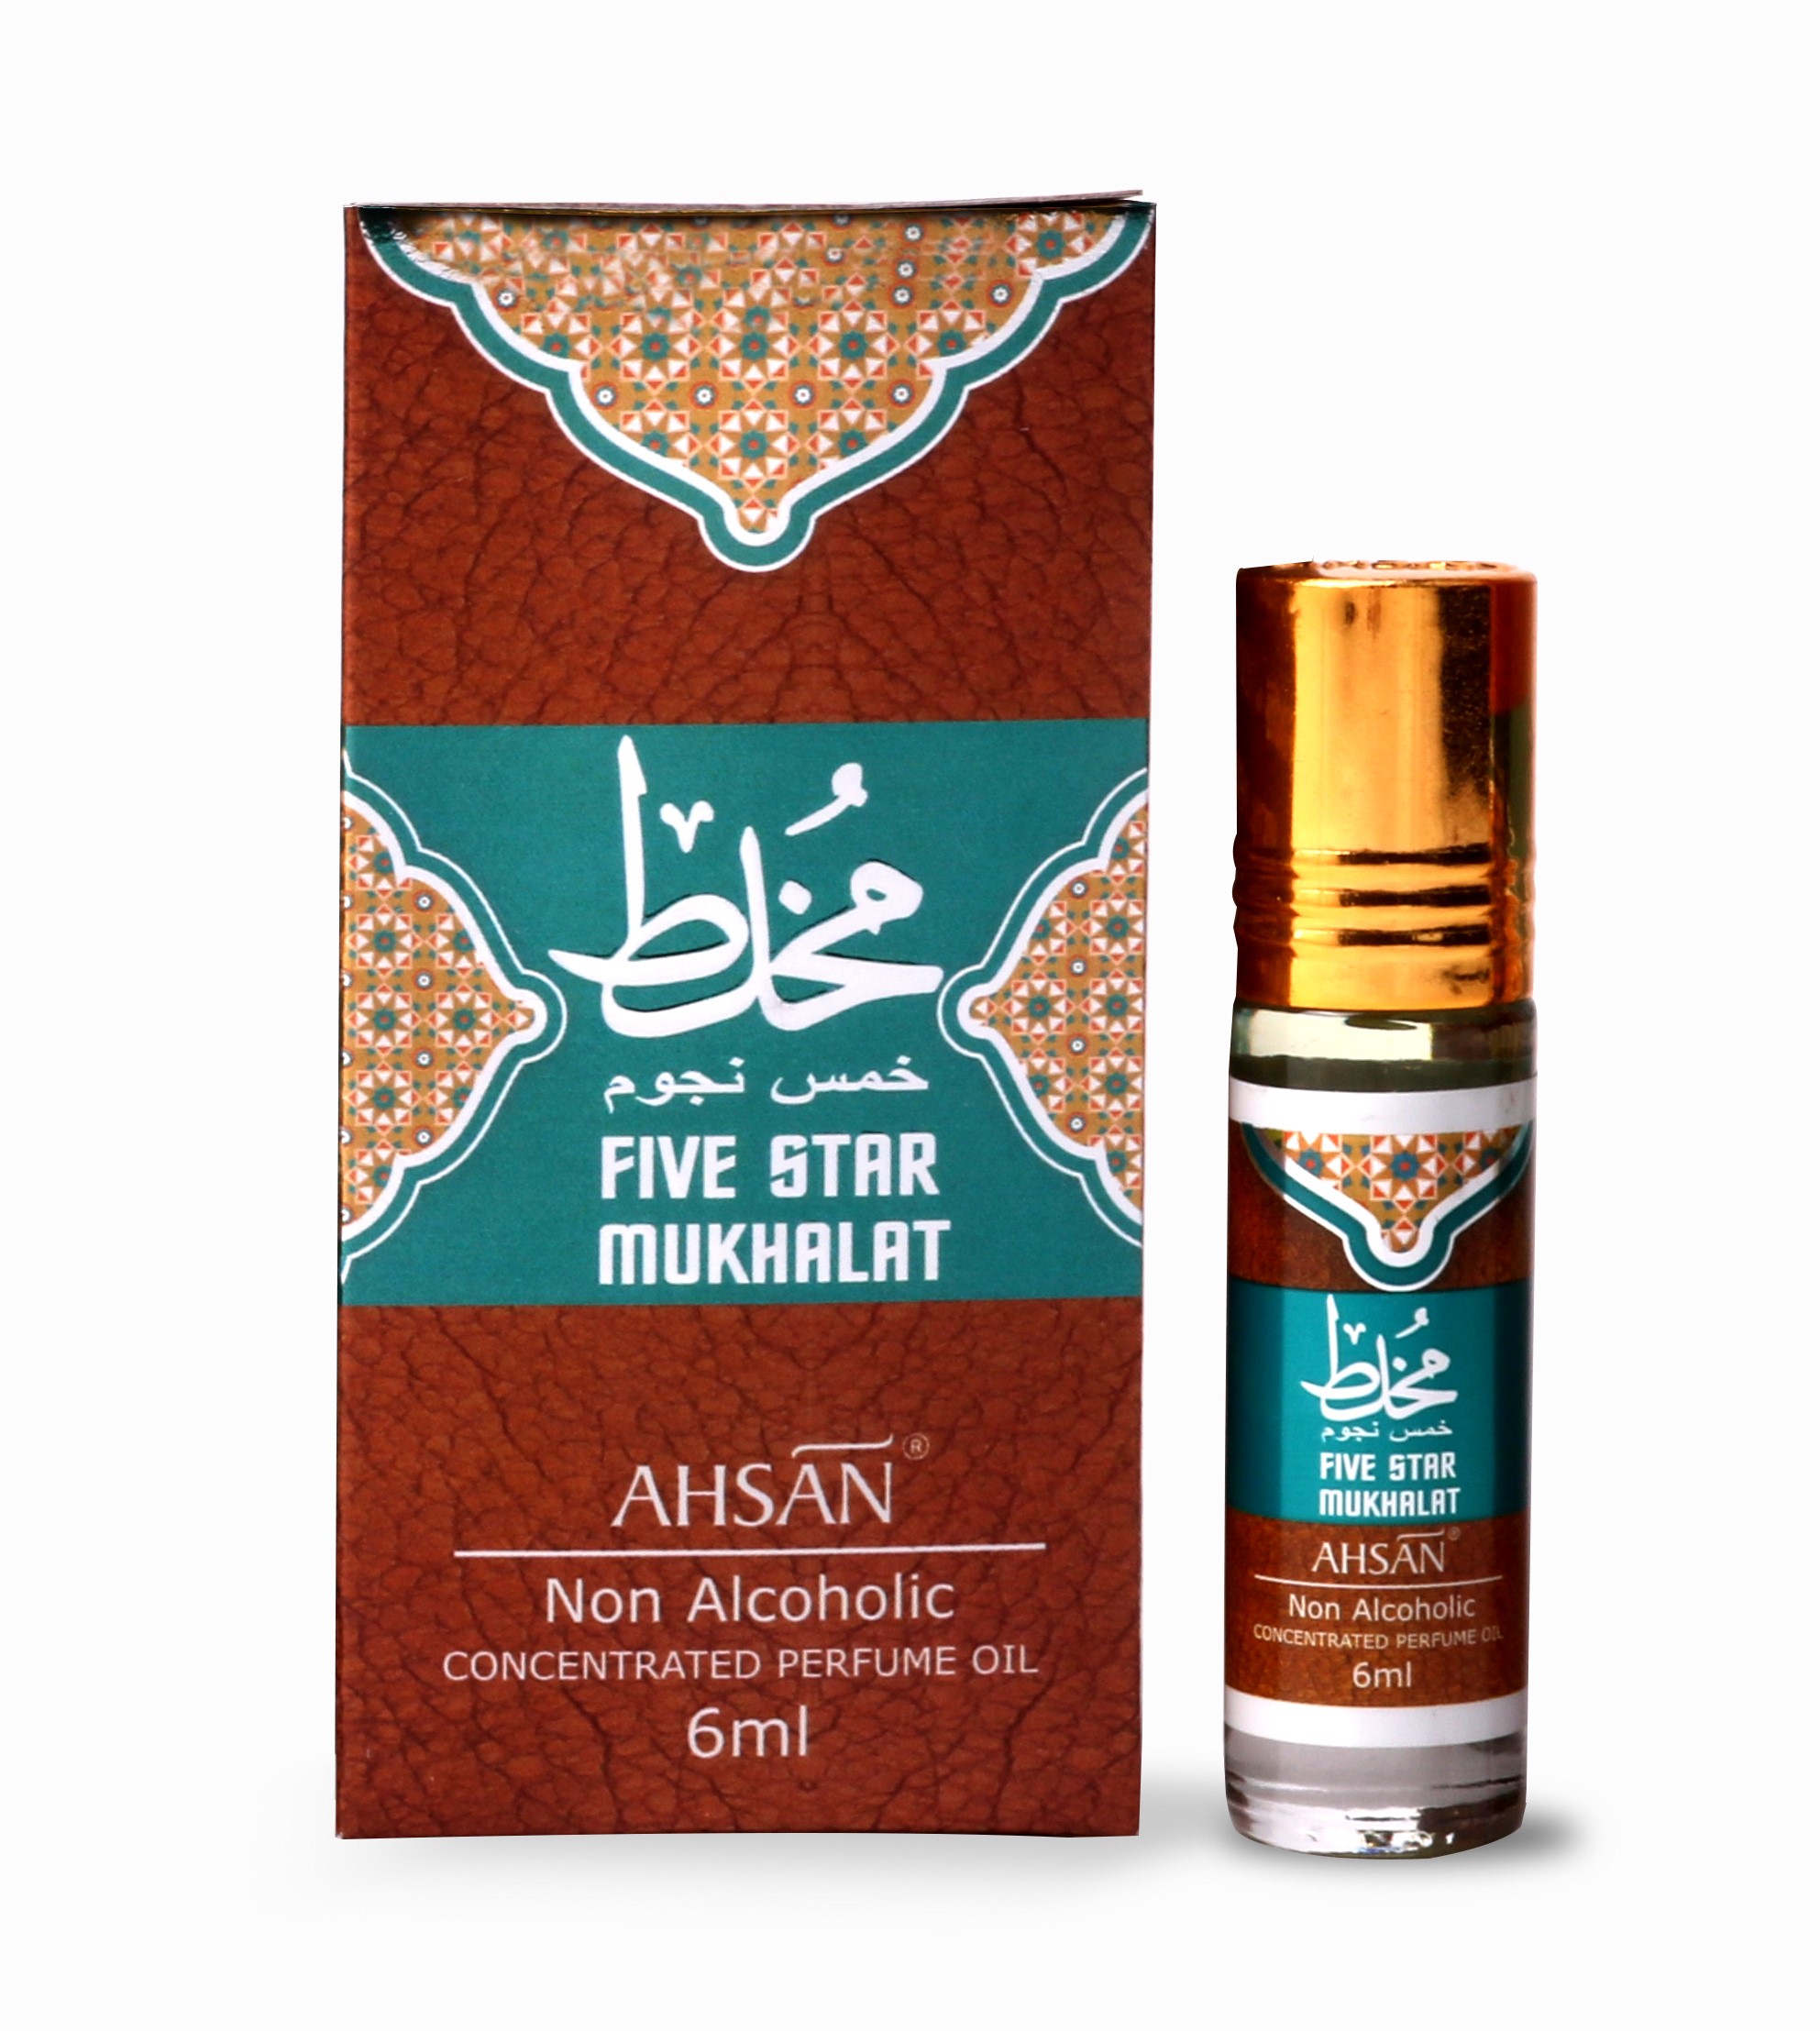 مُخلط
خمس نجوم
FIVE STAR
MUKHALAT
AHSAN®
Non Alcoholic
CONCENTRATED PERFUME OIL
6ml
مُخلط
خمس نجوم
FIVE STAR
MUKHALAT
AHSAN®
Non Alcoholic
CONCENTRATED PERFUME OIL
6ml